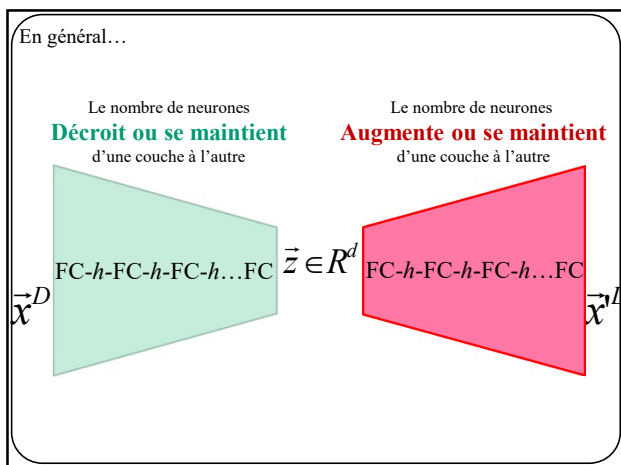 En général…
Le nombre de neurones
Décroit ou se maintient
d'une couche à l'autre
Le nombre de neurones
Augmente ou se maintient
d'une couche à l'autre
FC-h-FC-h-FC-h…FC
z⃗ ∈ R^d
FC-h-FC-h-FC-h…FC
x⃗^D
x⃗'